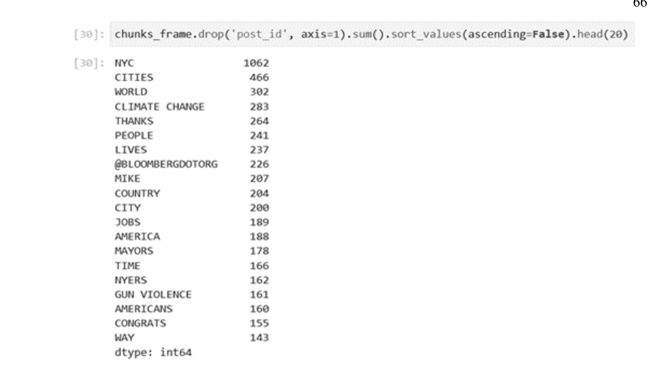 66
[30]: chunks_frame.drop('post_id', axis=1).sum().sort_values(ascending=False).head(20)
[30]: NYC 1062
CITIES 466
WORLD 302
CLIMATE CHANGE 283
THANKS 264
PEOPLE 241
LIVES 237
@BLOOMBERGDOTORG 226
MIKE 207
COUNTRY 204
CITY 200
JOBS 189
AMERICA 188
MAYORS 178
TIME 166
NYERS 162
GUN VIOLENCE 161
AMERICANS 160
CONGRATS 155
WAY 143
dtype: int64